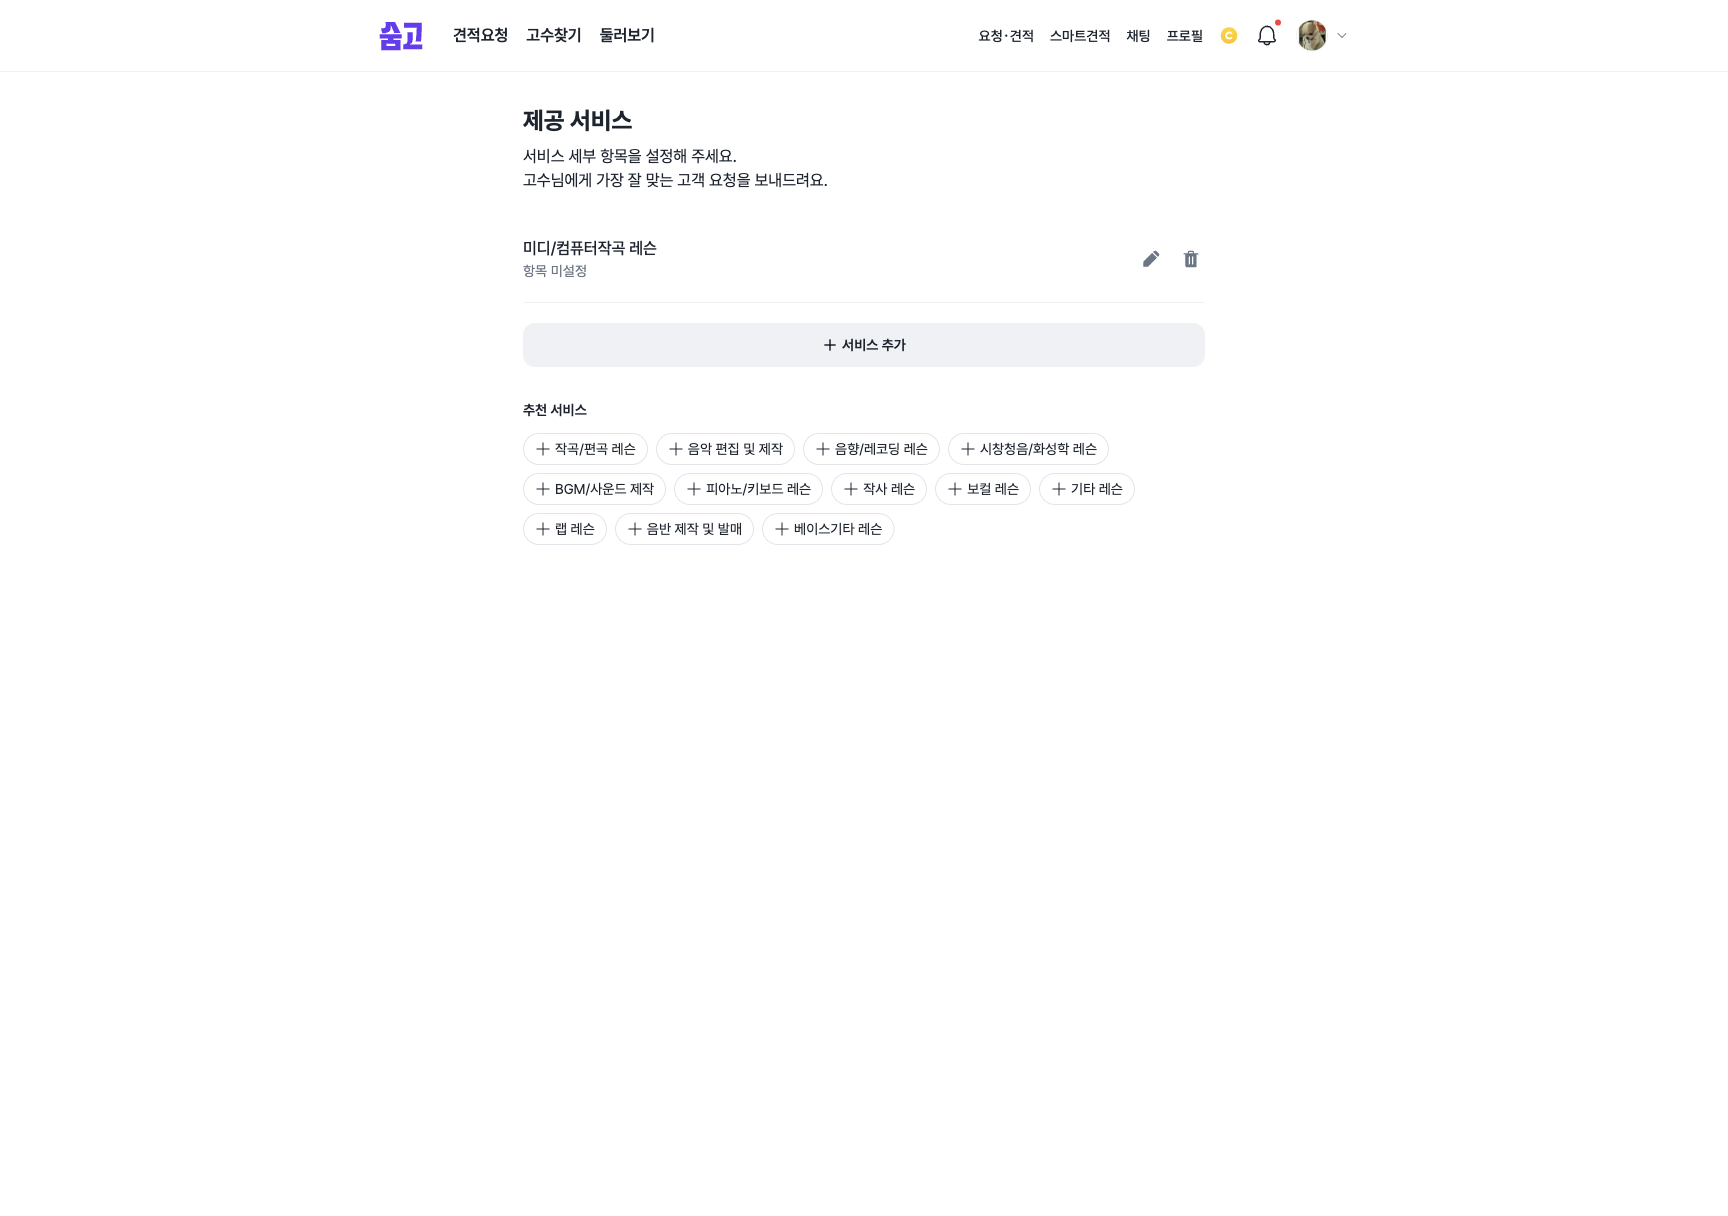 숨고 견적요청 고수찾기 둘러보기 요청·견적 스마트견적 채팅 프로필 C
제공 서비스
서비스 세부 항목을 설정해 주세요.
고수님에게 가장 잘 맞는 고객 요청을 보내드려요.
미디/컴퓨터작곡 레슨
항목 미설정
+ 서비스 추가
추천 서비스
+ 작곡/편곡 레슨 + 음악 편집 및 제작 + 음향/레코딩 레슨 + 시창청음/화성학 레슨
+ BGM/사운드 제작 + 피아노/키보드 레슨 + 작사 레슨 + 보컬 레슨 + 기타 레슨
+ 랩 레슨 + 음반 제작 및 발매 + 베이스기타 레슨